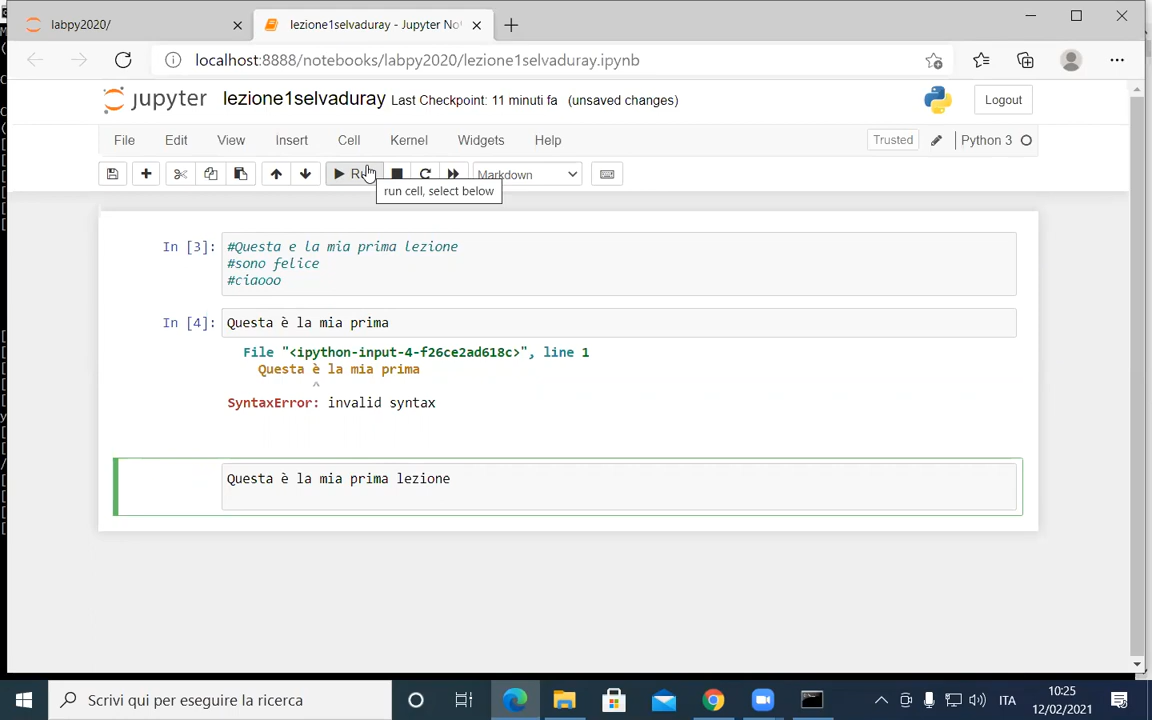 labpy2020/
lezione1selvaduray - Jupyter No
localhost:8888/notebooks/labpy2020/lezione1selvaduray.ipynb
jupyter lezione1selvaduray Last Checkpoint: 11 minuti fa (unsaved changes)
Logout
File Edit View Insert Cell Kernel Widgets Help
Trusted
Python 3
Markdown
run cell, select below
In [3]: #Questa e la mia prima lezione
#sono felice
#ciaooo
In [4]: Questa è la mia prima
File "<ipython-input-4-f26ce2ad618c>", line 1
Questa è la mia prima
^
SyntaxError: invalid syntax
Questa è la mia prima lezione
Scrivi qui per eseguire la ricerca
ITA
10:25
12/02/2021